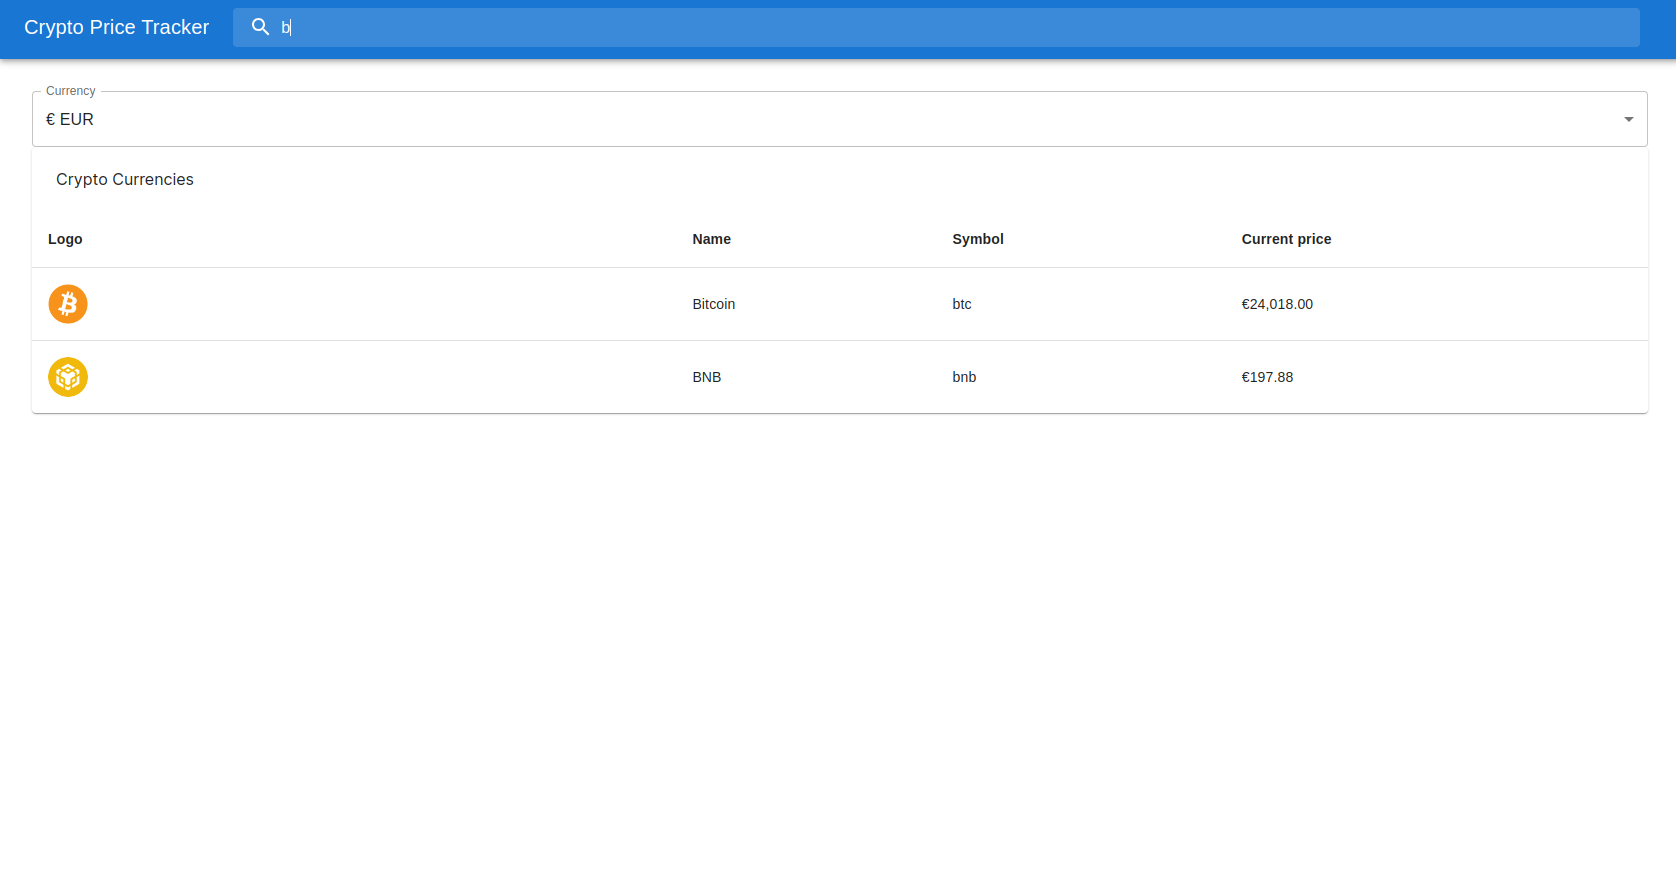 Crypto Price Tracker
b
Currency
€ EUR
Crypto Currencies
Logo Name Symbol Current price
Bitcoin btc €24,018.00
BNB bnb €197.88